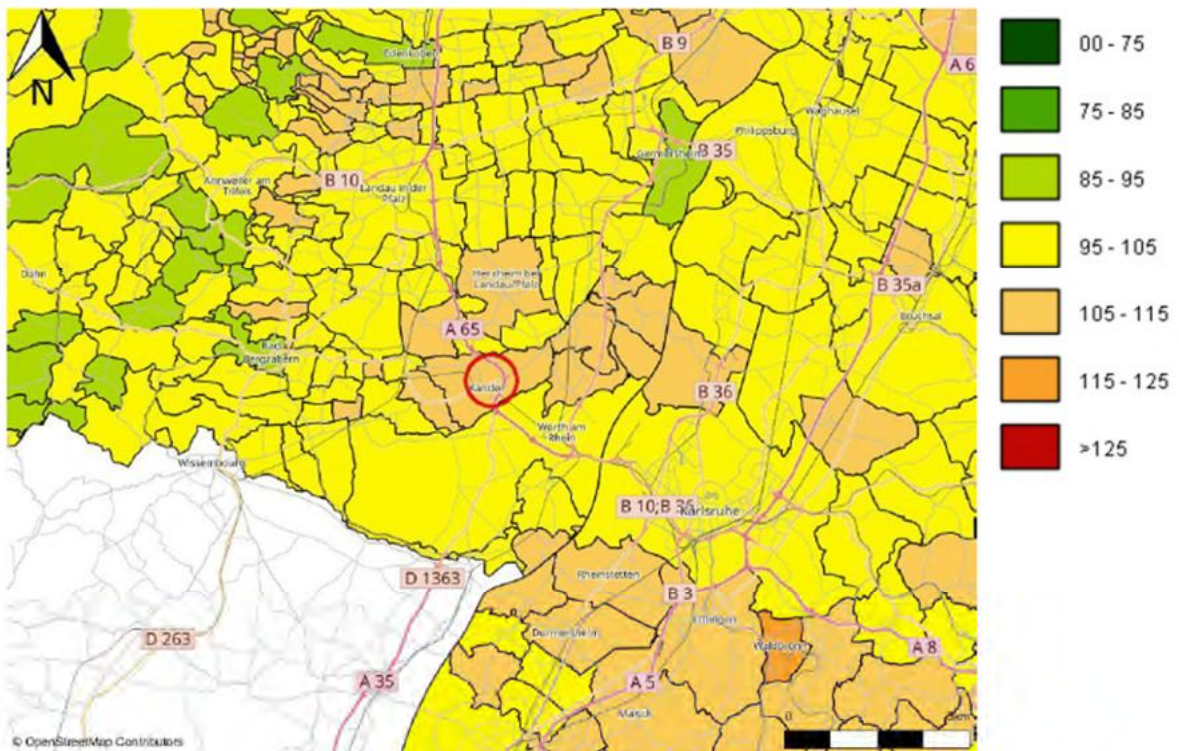 N
B 9
A 6
Edenkoben
Waghäusel
Philippsburg
Germersheim
B 35
Annweiler am
Trifels
B 10
Landau in der
Pfalz
Dahn
Herxheim bei
Landau/Pfalz
B 35a
Bruchsal
A 65
Bad
Bergzabern
Kandel
B 36
Wörth am
Rhein
Wissembourg
B 10;B 36
Karlsruhe
D 1363
Rheinstetten
B 3
Ettlingen
Durmersheim
Waldbronn
D 263
A 8
A 35
A 5
Malsch
0
© OpenStreetMap Contributors
00 - 75
75 - 85
85 - 95
95 - 105
105 - 115
115 - 125
>125